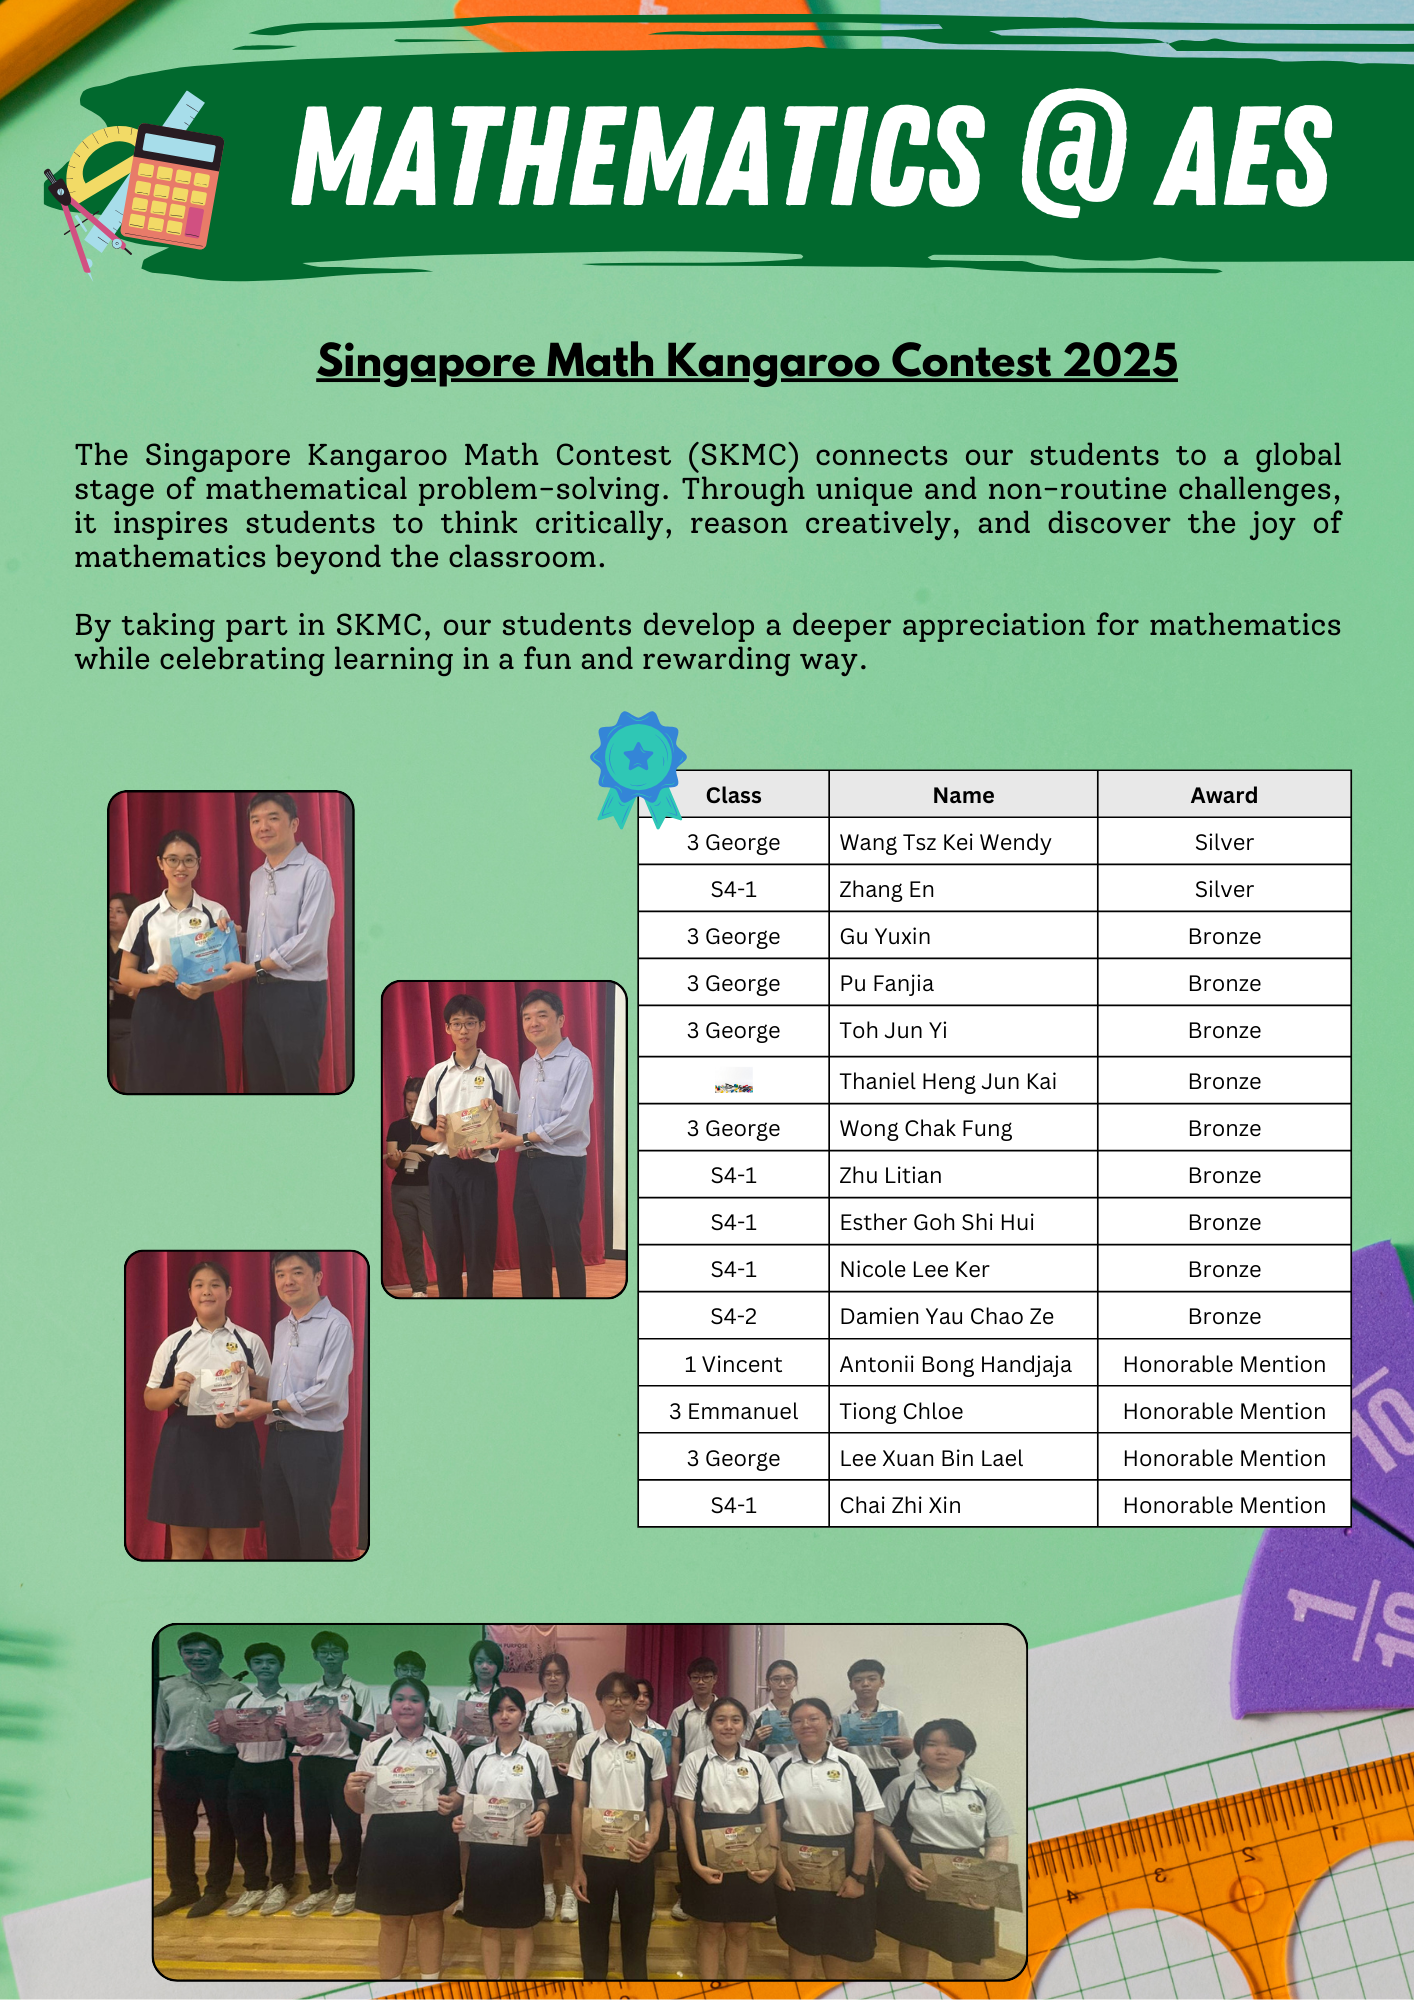 MATHEMATICS @ AES
Singapore Math Kangaroo Contest 2025
The Singapore Kangaroo Math Contest (SKMC) connects our students to a global
stage of mathematical problem-solving. Through unique and non-routine challenges,
it inspires students to think critically, reason creatively, and discover the joy of
mathematics beyond the classroom.
By taking part in SKMC, our students develop a deeper appreciation for mathematics
while celebrating learning in a fun and rewarding way.
Class Name Award
3 George Wang Tsz Kei Wendy Silver
S4-1 Zhang En Silver
3 George Gu Yuxin Bronze
3 George Pu Fanjia Bronze
3 George Toh Jun Yi Bronze
Thaniel Heng Jun Kai Bronze
3 George Wong Chak Fung Bronze
S4-1 Zhu Litian Bronze
S4-1 Esther Goh Shi Hui Bronze
S4-1 Nicole Lee Ker Bronze
S4-2 Damien Yau Chao Ze Bronze
1 Vincent Antonii Bong Handjaja Honorable Mention
3 Emmanuel Tiong Chloe Honorable Mention
3 George Lee Xuan Bin Lael Honorable Mention
S4-1 Chai Zhi Xin Honorable Mention
1/10
1/10
1
2
3
4